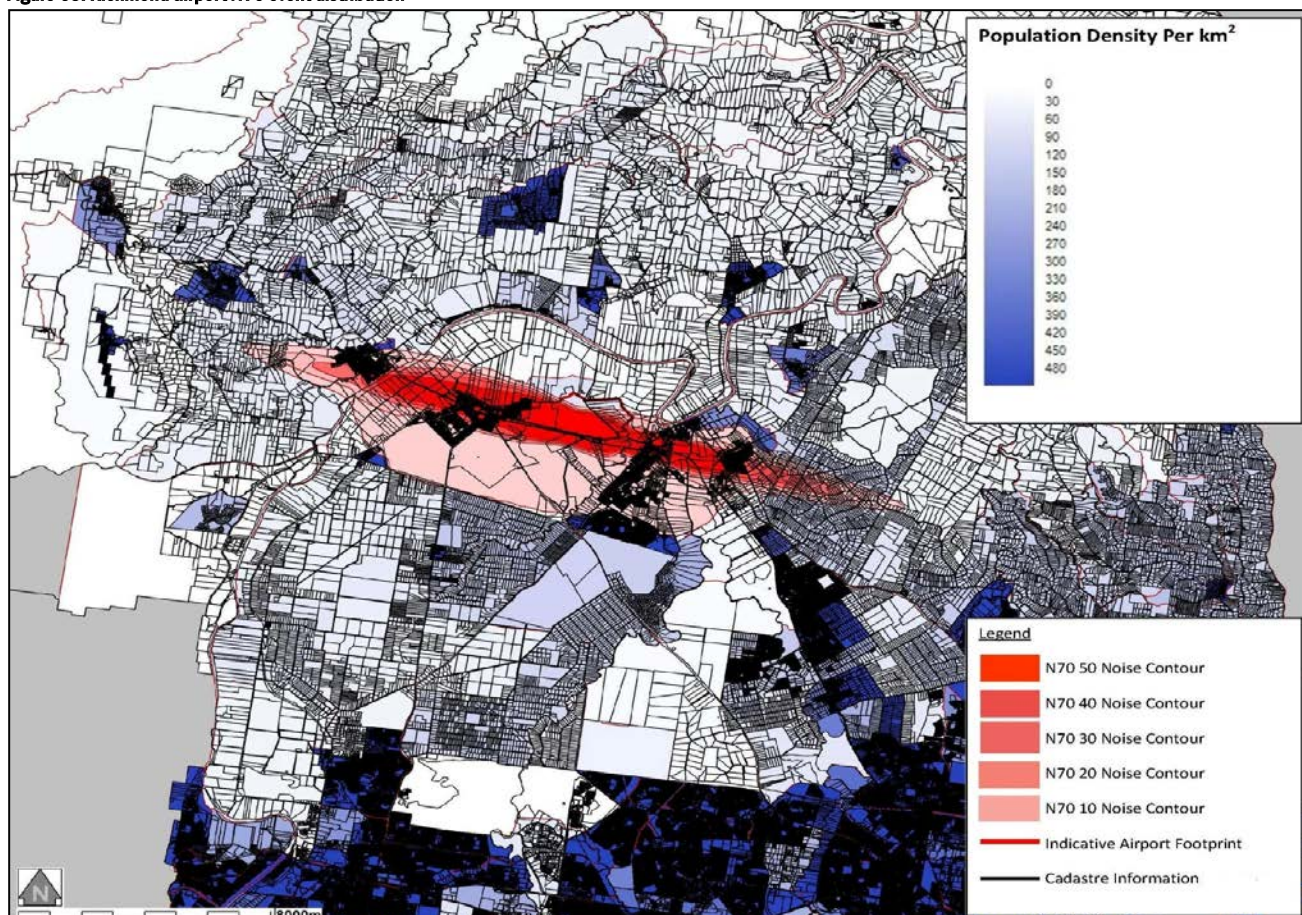 Population Density Per km²
0
30
60
90
120
150
180
210
240
270
300
330
360
390
420
450
480
Legend
N70 50 Noise Contour
N70 40 Noise Contour
N70 30 Noise Contour
N70 20 Noise Contour
N70 10 Noise Contour
Indicative Airport Footprint
Cadastre Information
N
8000m